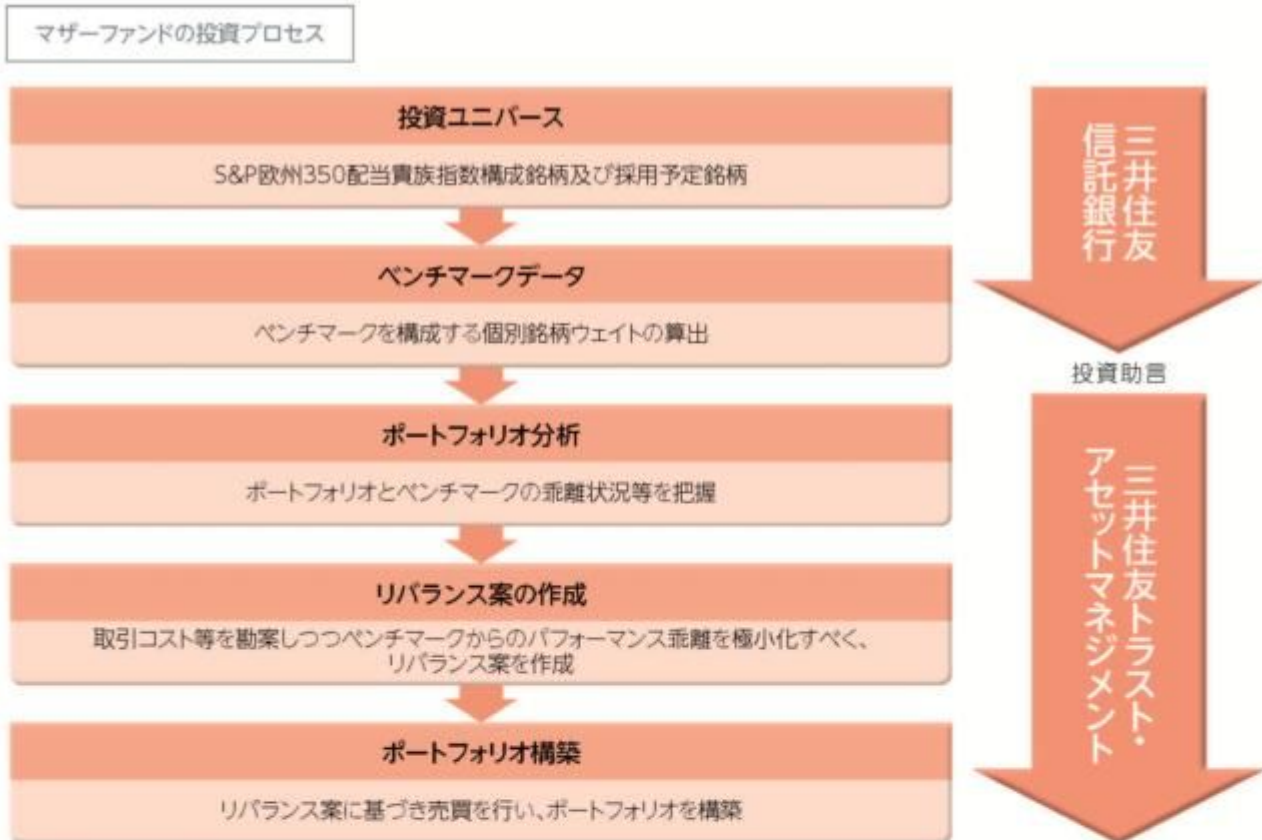 マザーファンドの投資プロセス
投資ユニバース
S&P欧州350配当貴族指数構成銘柄及び採用予定銘柄
ベンチマークデータ
ベンチマークを構成する個別銘柄ウェイトの算出
ポートフォリオ分析
ポートフォリオとベンチマークの乖離状況等を把握
リバランス案の作成
取引コスト等を勘案しつつベンチマークからのパフォーマンス乖離を極小化すべく、
リバランス案を作成
ポートフォリオ構築
リバランス案に基づき売買を行い、ポートフォリオを構築
三井住友
信託銀行
投資助言
三井住友トラスト・
アセットマネジメント